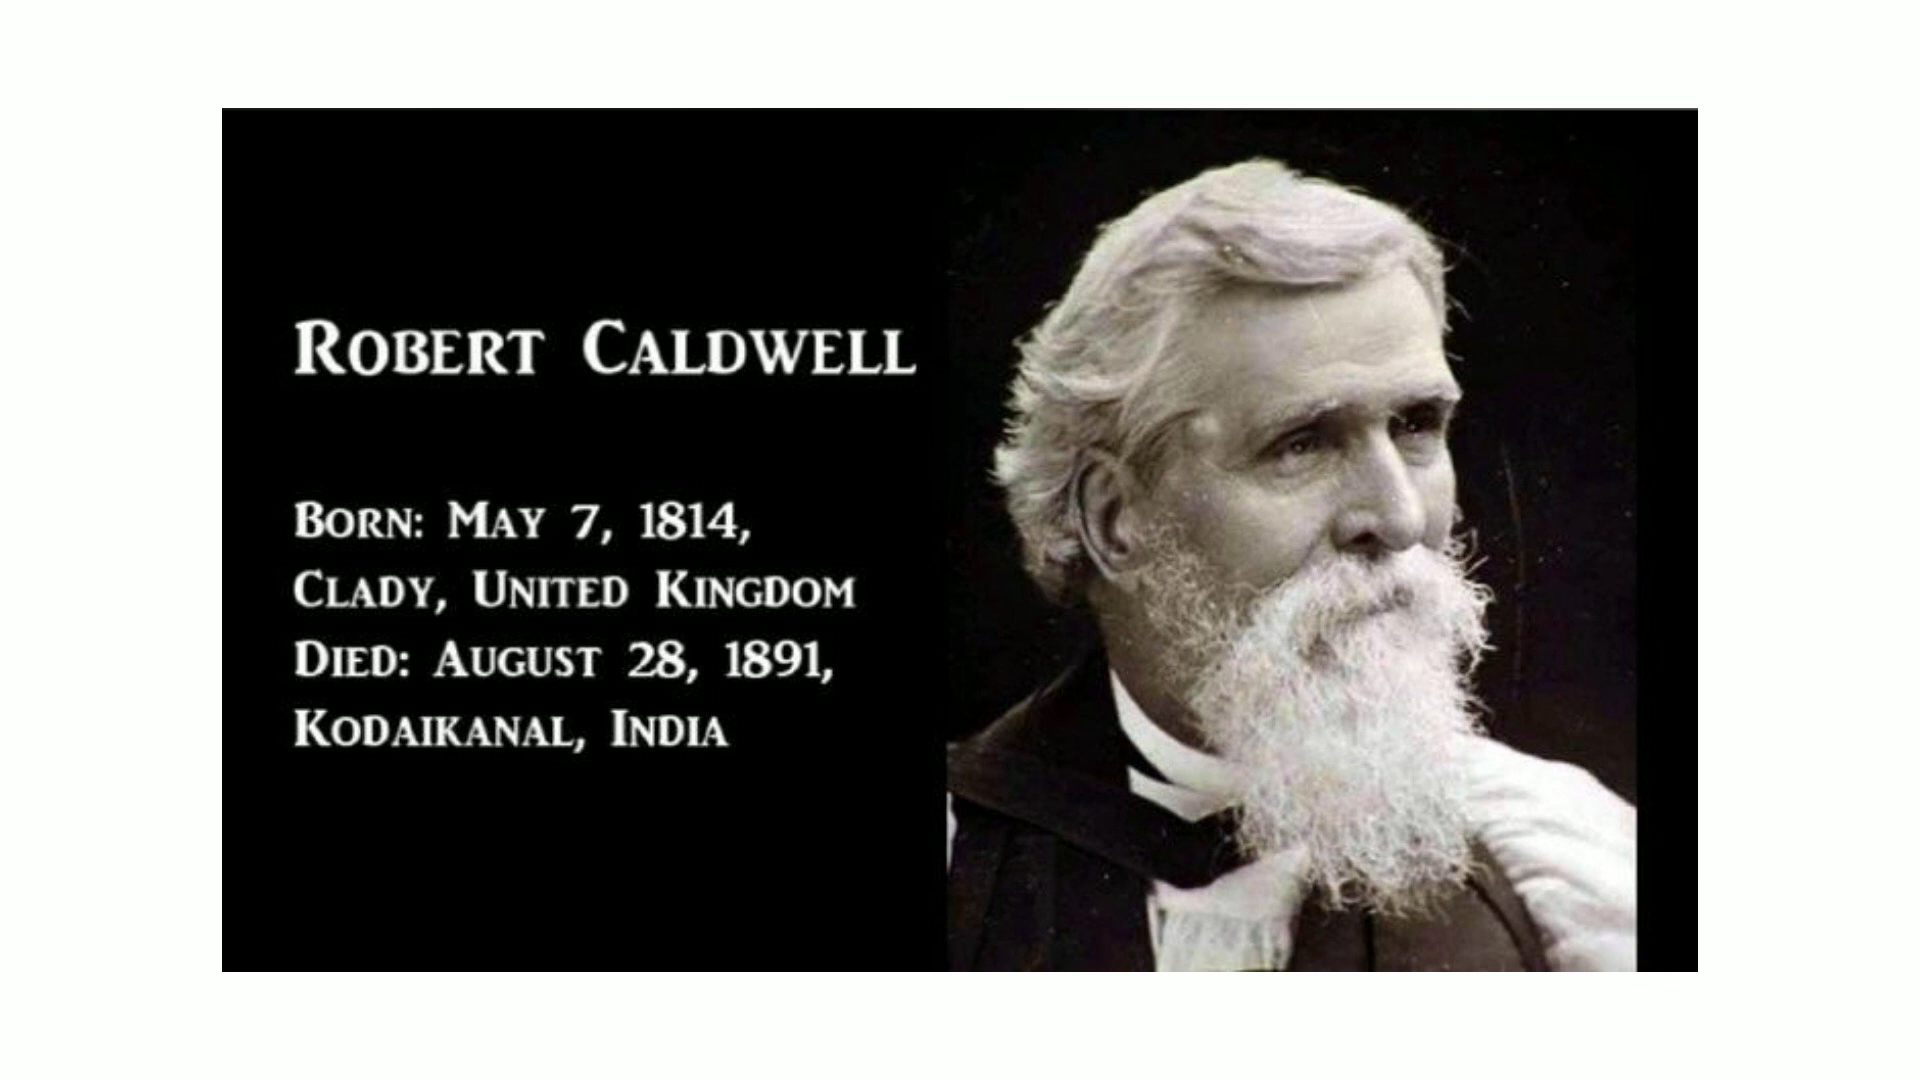 Robert Caldwell
Born: May 7, 1814,
Clady, United Kingdom
Died: August 28, 1891,
Kodaikanal, India